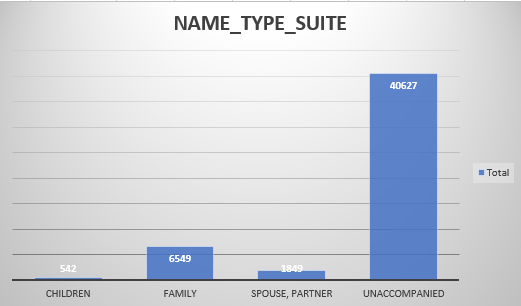 NAME_TYPE_SUITE
40627
6549
542
1849
Total
CHILDREN
FAMILY
SPOUSE, PARTNER
UNACCOMPANIED